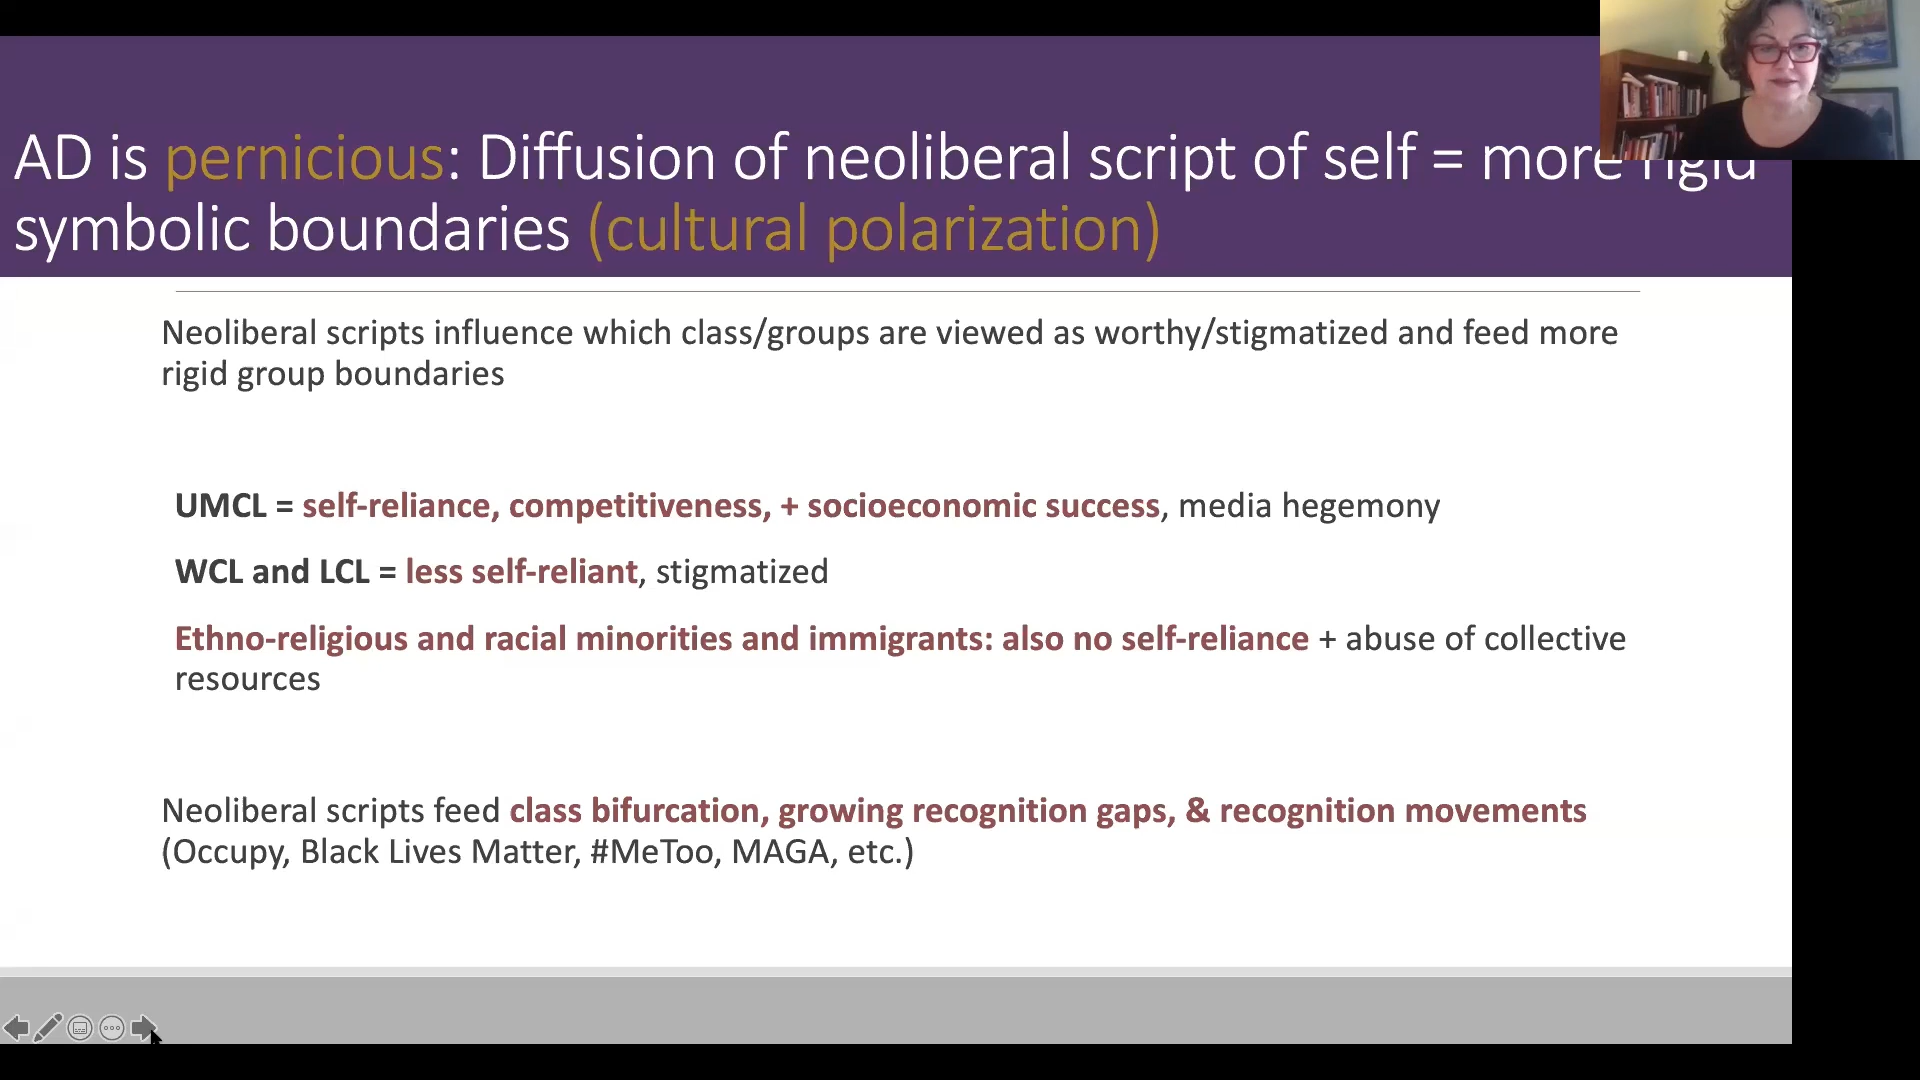 AD is pernicious: Diffusion of neoliberal script of self = more rigid
symbolic boundaries (cultural polarization)
Neoliberal scripts influence which class/groups are viewed as worthy/stigmatized and feed more
rigid group boundaries
UMCL = self-reliance, competitiveness, + socioeconomic success, media hegemony
WCL and LCL = less self-reliant, stigmatized
Ethno-religious and racial minorities and immigrants: also no self-reliance + abuse of collective
resources
Neoliberal scripts feed class bifurcation, growing recognition gaps, & recognition movements
(Occupy, Black Lives Matter, #MeToo, MAGA, etc.)